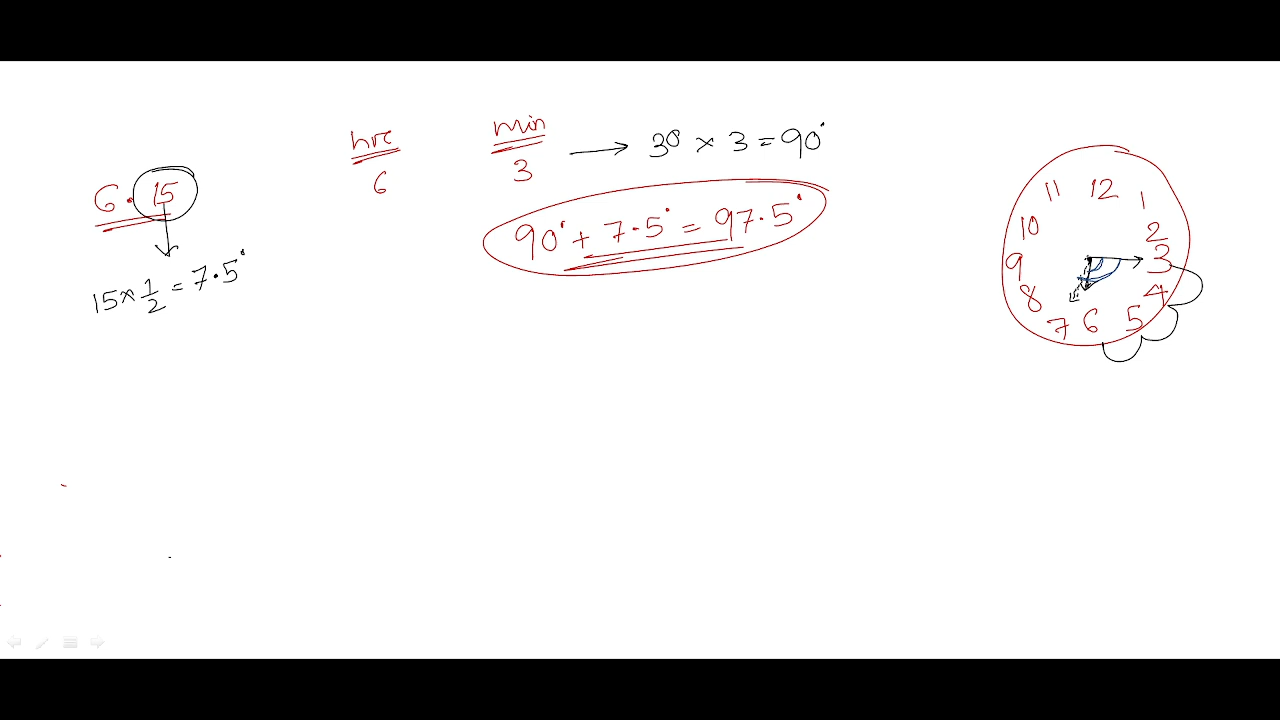 hrs min
6 3 → 30 × 3 = 90°
6.15
90° + 7.5° = 97.5°
15 × 1/2 = 7.5°
12
11 1
10 2
9 3
8 4
7 6 5